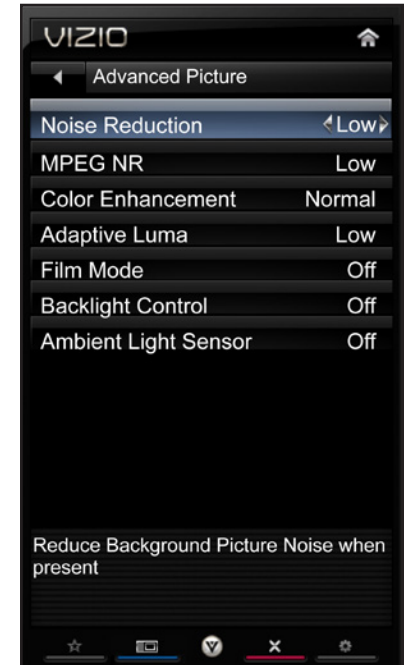 VIZIO
Advanced Picture
Noise Reduction Low
MPEG NR Low
Color Enhancement Normal
Adaptive Luma Low
Film Mode Off
Backlight Control Off
Ambient Light Sensor Off
Reduce Background Picture Noise when
present
V